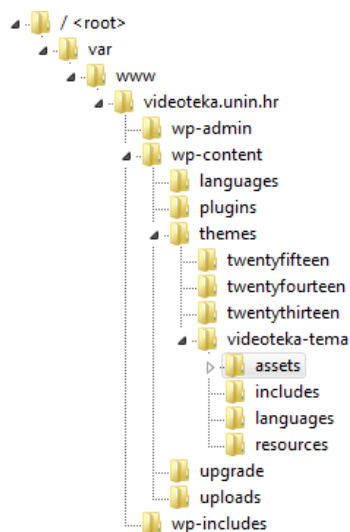 / <root>
var
www
videoteka.unin.hr
wp-admin
wp-content
languages
plugins
themes
twentyfifteen
twentyfourteen
twentythirteen
videoteka-tema
assets
includes
languages
resources
upgrade
uploads
wp-includes